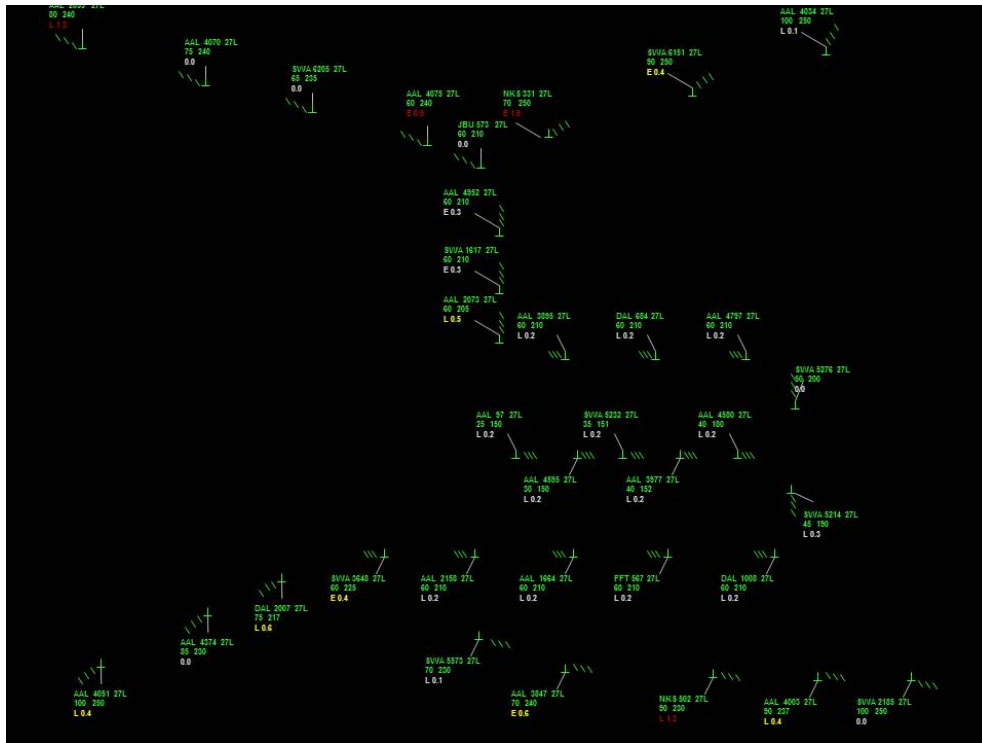 80 240
L 1.2
AAL 4034 27L
100 250
L 0.1
AAL 4070 27L
75 240
0.0
SWA 6151 27L
90 250
E 0.4
SWA 6205 27L
65 235
0.0
AAL 4075 27L
60 240
NKS 331 27L
70 250
JBU 573 27L
60 210
0.0
AAL 4952 27L
60 210
E 0.3
SWA 1617 27L
60 210
E 0.3
AAL 2073 27L
60 205
L 0.5
AAL 3895 27L
60 210
L 0.2
DAL 684 27L
60 210
L 0.2
AAL 4797 27L
60 210
L 0.2
SWA 5276 27L
200
0.0
AAL 97 27L
25 150
L 0.2
SWA 5232 27L
35 151
L 0.2
AAL 4580 27L
40 180
L 0.2
AAL 4595 27L
30 150
L 0.2
AAL 3977 27L
40 152
L 0.2
SWA 5214 27L
45 190
L 0.3
SWA 3648 27L
60 225
E 0.4
AAL 2158 27L
60 210
L 0.2
AAL 1664 27L
60 210
L 0.2
FFT 567 27L
60 210
L 0.2
DAL 1008 27L
60 210
L 0.2
DAL 2007 27L
75 217
L 0.6
AAL 4374 27L
85 230
0.0
SWA 5573 27L
70 230
L 0.1
AAL 4051 27L
100 250
L 0.4
AAL 3847 27L
70 240
E 0.6
NKS 502 27L
90 230
L 1.2
AAL 4003 27L
90 237
L 0.4
SWA 2185 27L
100 250
0.0